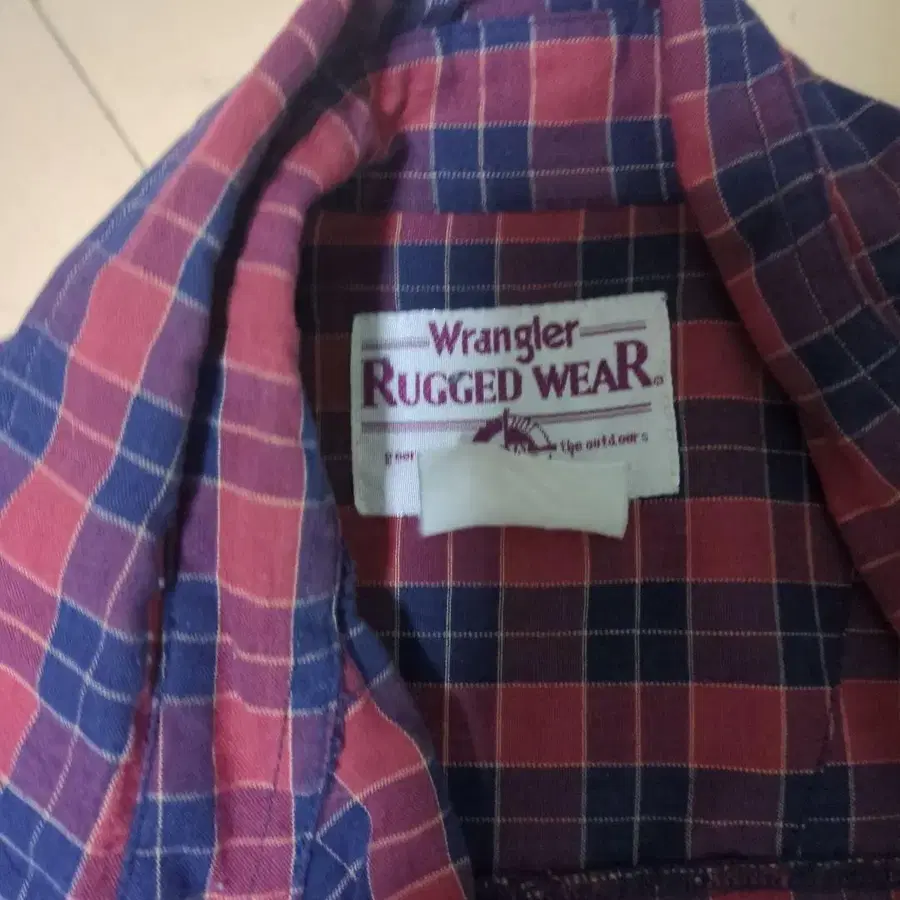 Wrangler
RUGGED WEAR®
the outdoors